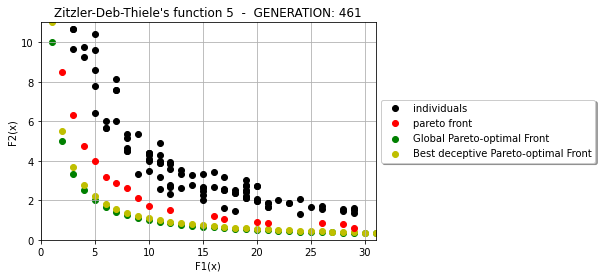 Zitzler-Deb-Thiele's function 5 - GENERATION: 461
F2(x)
10
8
6
4
2
0
0 5 10 15 20 25 30
F1(x)
individuals
pareto front
Global Pareto-optimal Front
Best deceptive Pareto-optimal Front